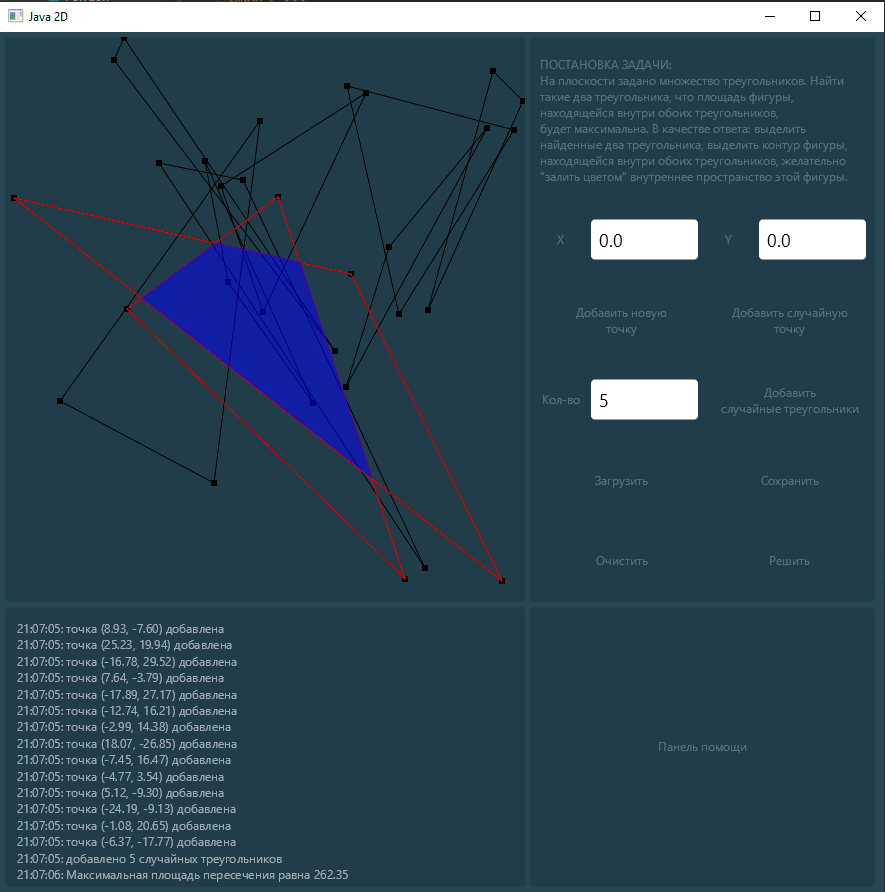 Java 2D
ПОСТАНОВКА ЗАДАЧИ:
На плоскости задано множество треугольников. Найти
такие два треугольника, что площадь фигуры,
находящейся внутри обоих треугольников,
будет максимальна. В качестве ответа: выделить
найденные два треугольника, выделить контур фигуры,
находящейся внутри обоих треугольников, желательно
"залить цветом" внутреннее пространство этой фигуры.
X 0.0 Y 0.0
Добавить новую
точку
Добавить случайную
точку
Кол-во 5
Добавить
случайные треугольники
Загрузить Сохранить
Очистить Решить
21:07:05: точка (8.93, -7.60) добавлена
21:07:05: точка (25.23, 19.94) добавлена
21:07:05: точка (-16.78, 29.52) добавлена
21:07:05: точка (7.64, -3.79) добавлена
21:07:05: точка (-17.89, 27.17) добавлена
21:07:05: точка (-12.74, 16.21) добавлена
21:07:05: точка (-2.99, 14.38) добавлена
21:07:05: точка (18.07, -26.85) добавлена
21:07:05: точка (-7.45, 16.47) добавлена
21:07:05: точка (-4.77, 3.54) добавлена
21:07:05: точка (5.12, -9.30) добавлена
21:07:05: точка (-24.19, -9.13) добавлена
21:07:05: точка (-1.08, 20.65) добавлена
21:07:05: точка (-6.37, -17.77) добавлена
21:07:05: добавлено 5 случайных треугольников
21:07:06: Максимальная площадь пересечения равна 262.35
Панель помощи